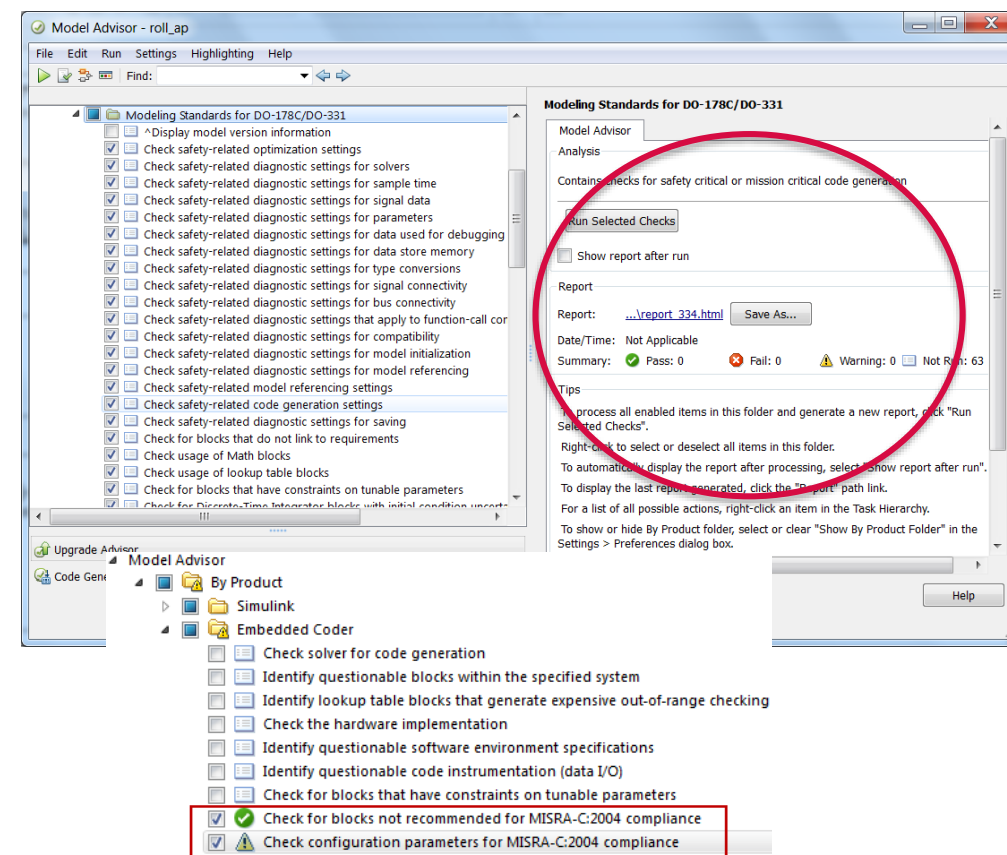 Model Advisor - roll_ap
File Edit Run Settings Highlighting Help
Find:
Modeling Standards for DO-178C/DO-331
^Display model version information
Check safety-related optimization settings
Check safety-related diagnostic settings for solvers
Check safety-related diagnostic settings for sample time
Check safety-related diagnostic settings for signal data
Check safety-related diagnostic settings for parameters
Check safety-related diagnostic settings for data used for debugging
Check safety-related diagnostic settings for data store memory
Check safety-related diagnostic settings for type conversions
Check safety-related diagnostic settings for signal connectivity
Check safety-related diagnostic settings for bus connectivity
Check safety-related diagnostic settings that apply to function-call cor
Check safety-related diagnostic settings for compatibility
Check safety-related diagnostic settings for model initialization
Check safety-related diagnostic settings for model referencing
Check safety-related model referencing settings
Check safety-related code generation settings
Check safety-related diagnostic settings for saving
Check for blocks that do not link to requirements
Check usage of Math blocks
Check usage of lookup table blocks
Check for blocks that have constraints on tunable parameters
Check for Discrete-Time Integrator blocks with initial condition uncerta
Upgrade Advisor
Code Gene
Modeling Standards for DO-178C/DO-331
Model Advisor
Analysis
Contains checks for safety critical or mission critical code generation
Run Selected Checks
Show report after run
Report
Report: ...\report_334.html Save As...
Date/Time: Not Applicable
Summary: Pass: 0 Fail: 0 Warning: 0 Not Run: 63
Tips
To process all enabled items in this folder and generate a new report, click "Run
Selected Checks".
Right-click to select or deselect all items in this folder.
To automatically display the report after processing, select "Show report after run".
To display the last report generated, click the "Report" path link.
For a list of all possible actions, right-click an item in the Task Hierarchy.
To show or hide By Product folder, select or clear "Show By Product Folder" in the
Settings > Preferences dialog box.
Help
Model Advisor
By Product
Simulink
Embedded Coder
Check solver for code generation
Identify questionable blocks within the specified system
Identify lookup table blocks that generate expensive out-of-range checking
Check the hardware implementation
Identify questionable software environment specifications
Identify questionable code instrumentation (data I/O)
Check for blocks that have constraints on tunable parameters
Check for blocks not recommended for MISRA-C:2004 compliance
Check configuration parameters for MISRA-C:2004 compliance